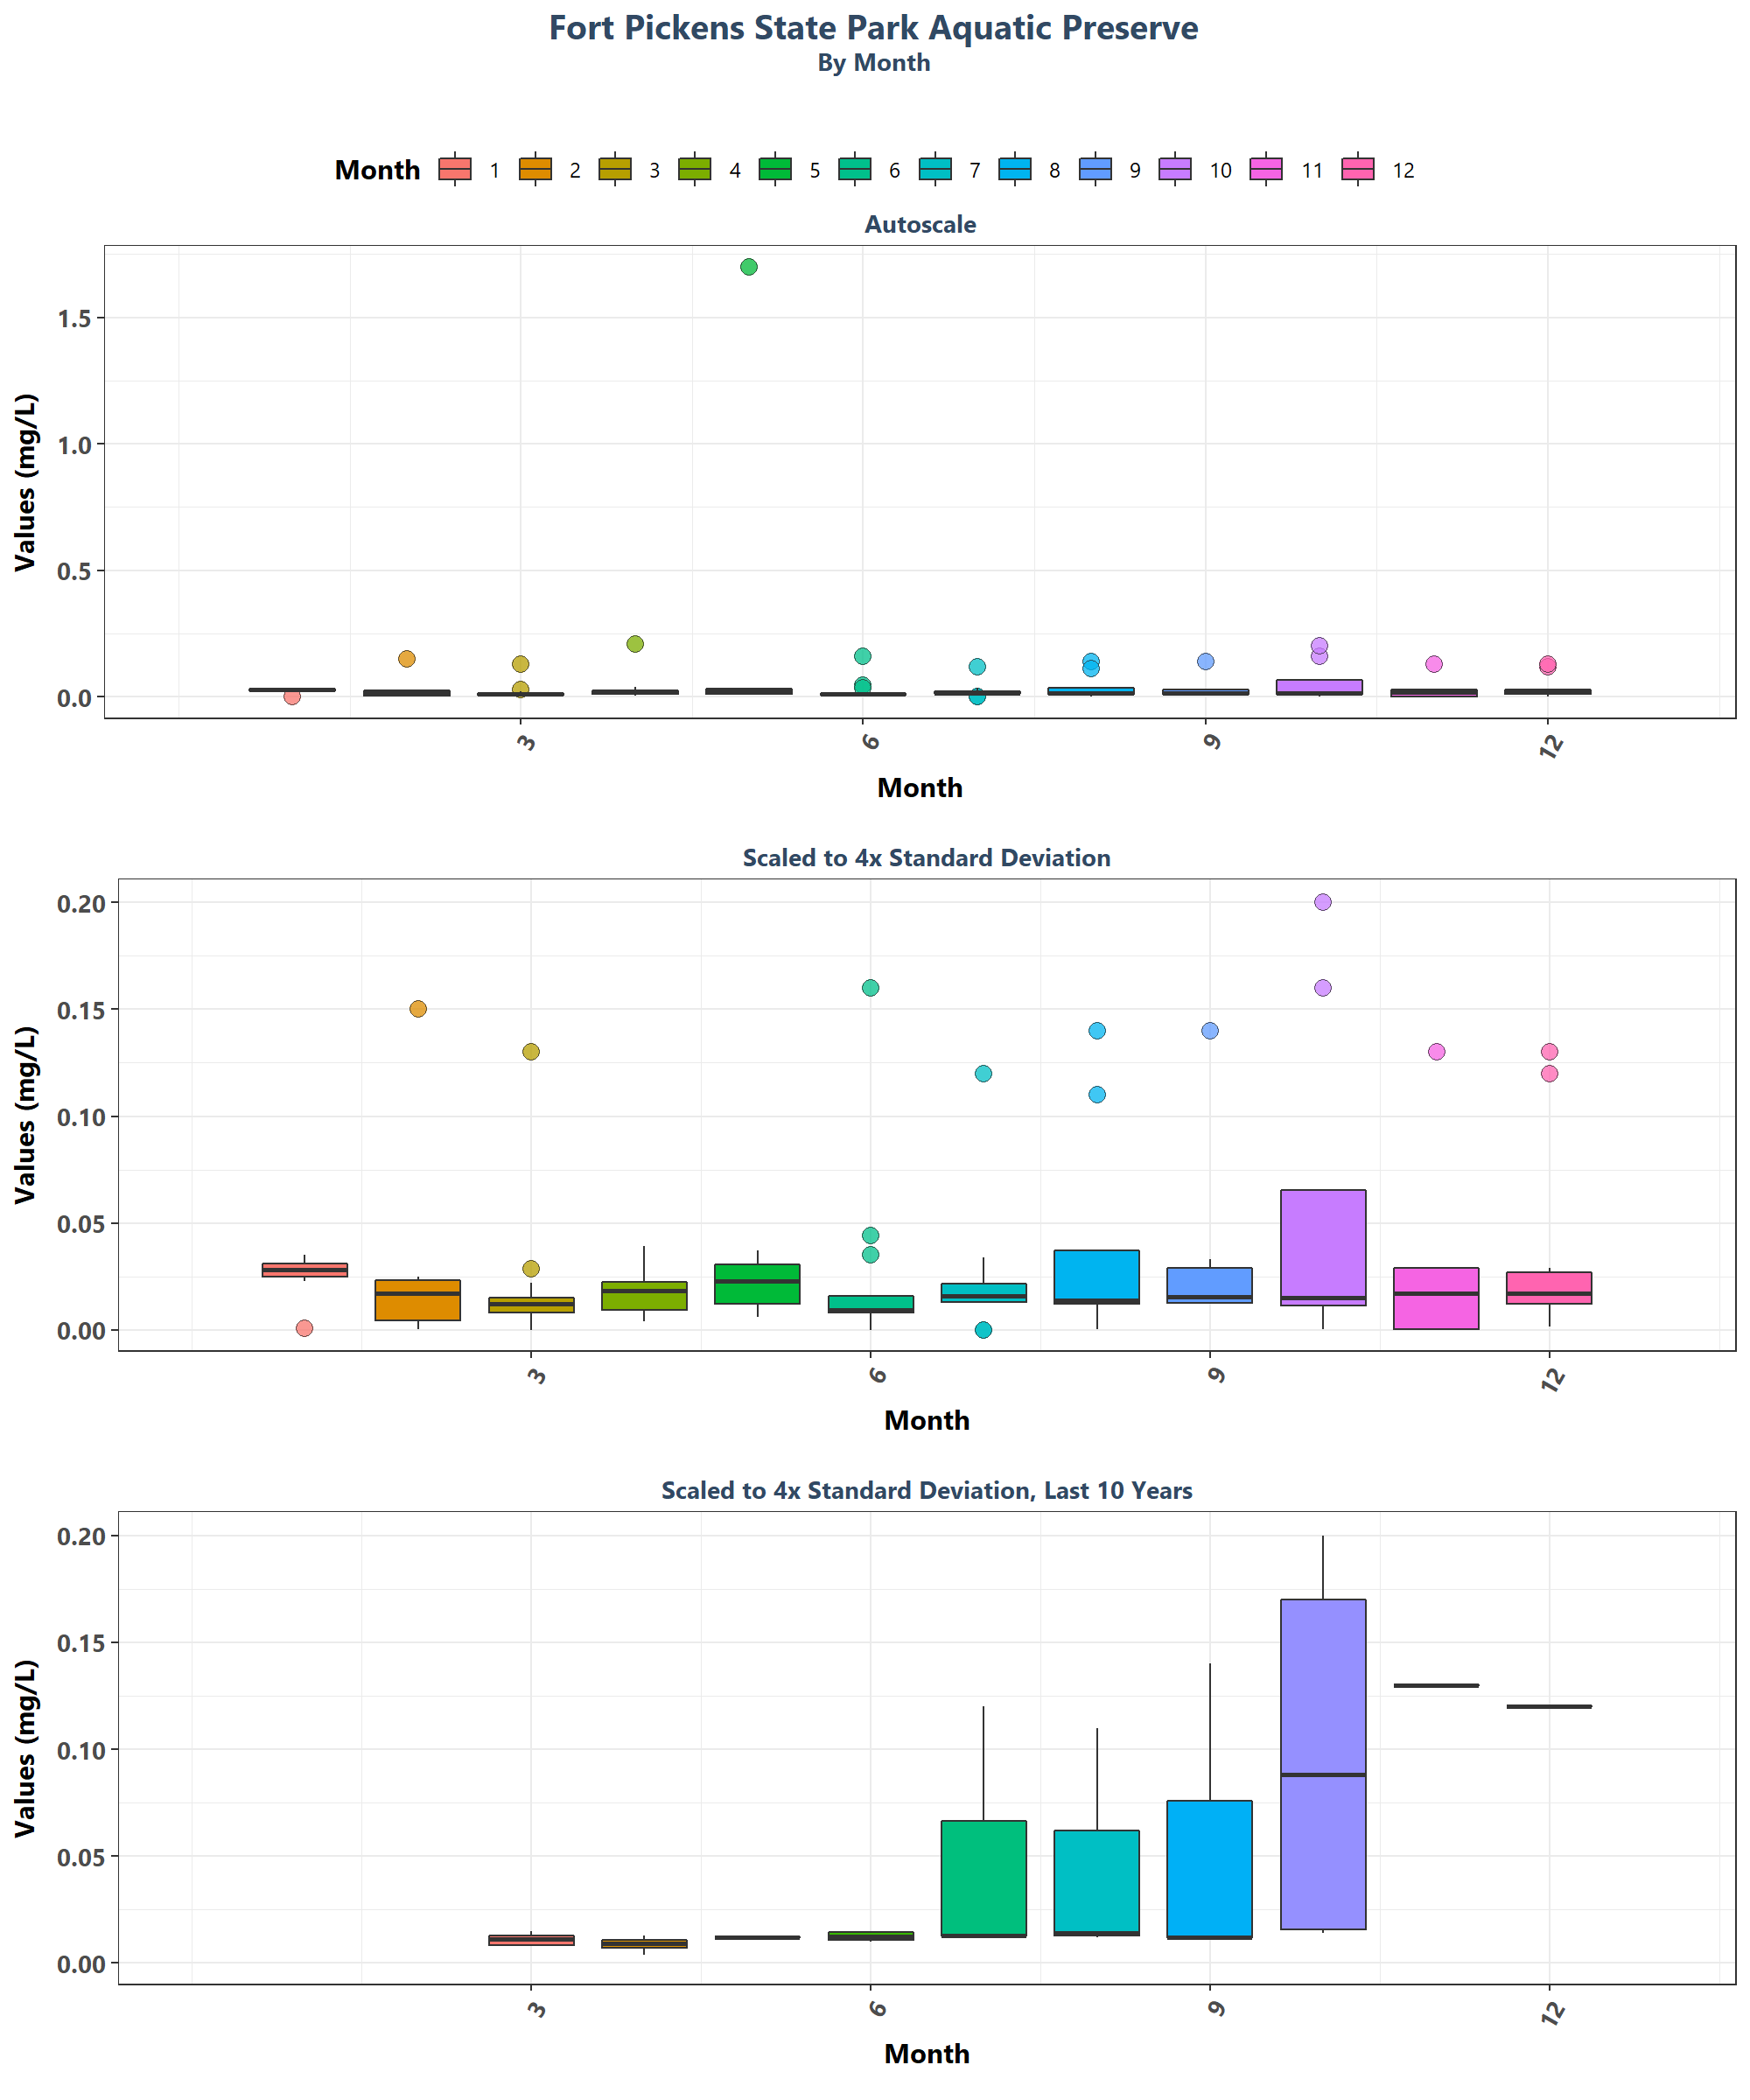 Fort Pickens State Park Aquatic Preserve
By Month
Month 1 2 3 4 5 6 7 8 9 10 11 12
Autoscale
Values (mg/L)
1.5
1.0
0.5
0.0
3 6 9 12
Month
Scaled to 4x Standard Deviation
Values (mg/L)
0.20
0.15
0.10
0.05
0.00
3 6 9 12
Month
Scaled to 4x Standard Deviation, Last 10 Years
Values (mg/L)
0.20
0.15
0.10
0.05
0.00
3 6 9 12
Month